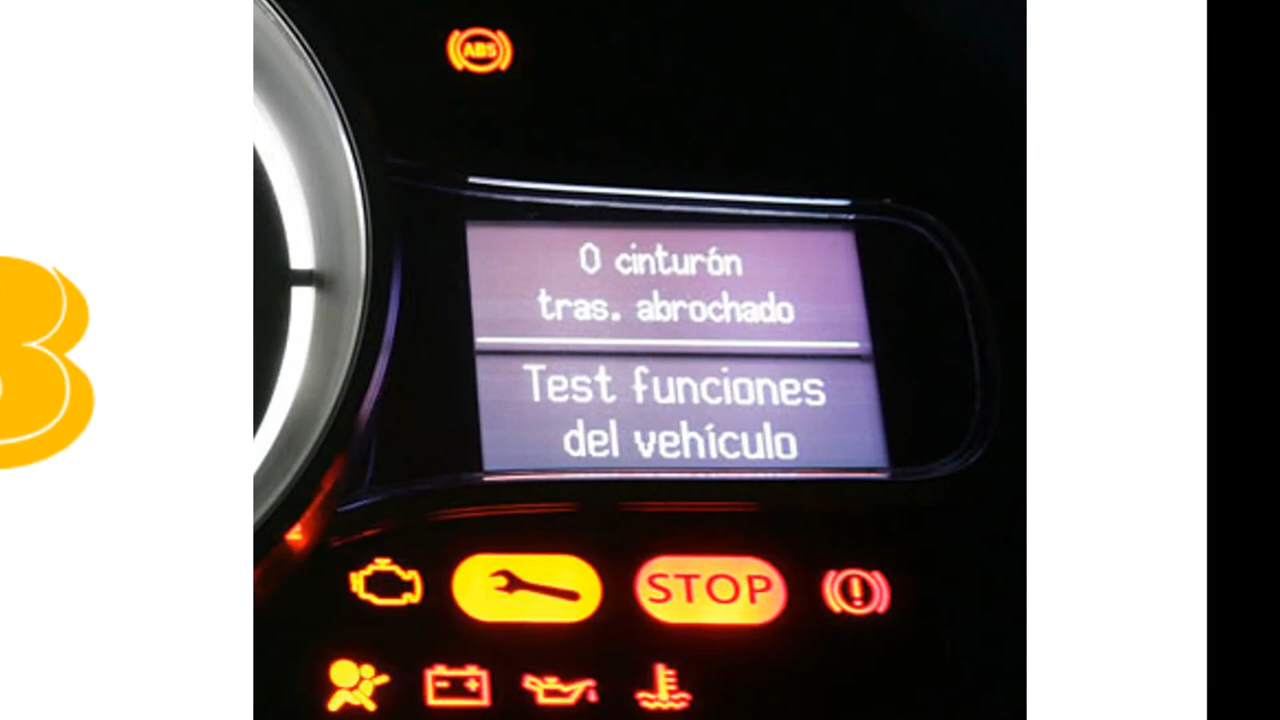 ABS
0 cinturón
tras. abrochado
Test funciones
del vehículo
STOP